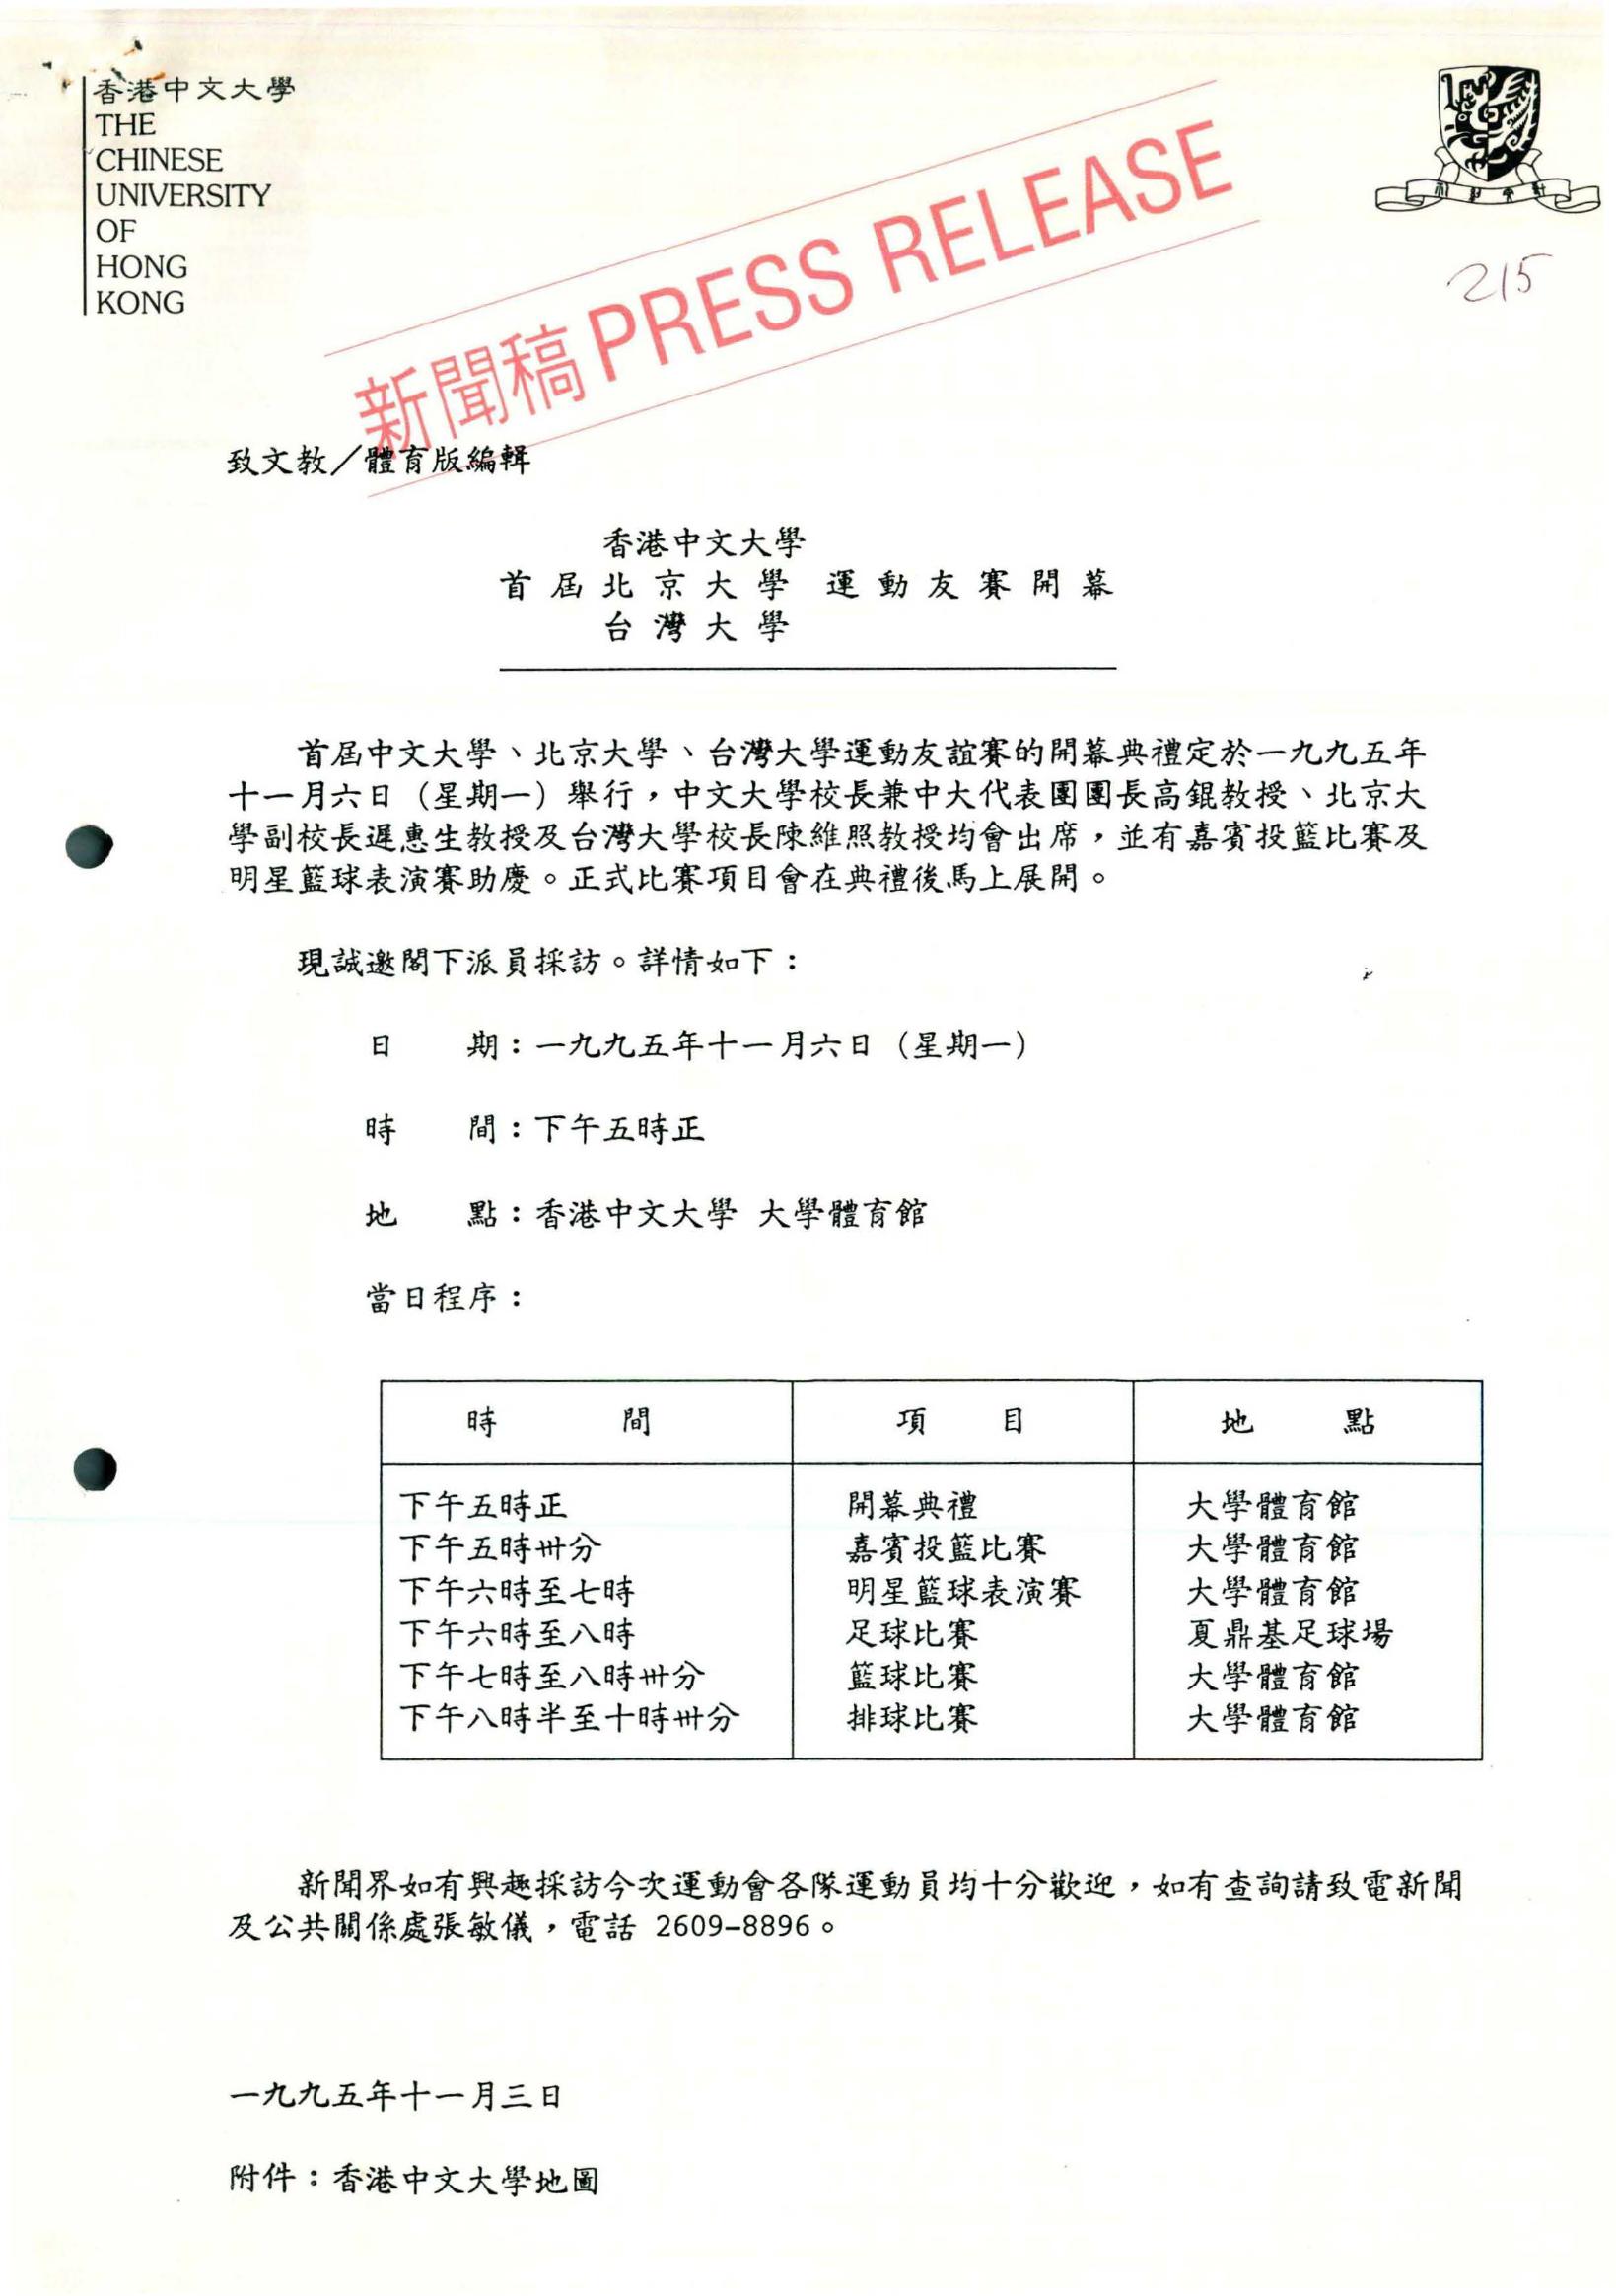 香港中文大學
THE
CHINESE
UNIVERSITY
OF
HONG
KONG
新聞稿 PRESS RELEASE
215
致文教／體育版編輯
香港中文大學
首屆北京大學 運動友賽開幕
台灣大學
首屆中文大學、北京大學、台灣大學運動友誼賽的開幕典禮定於一九九五年
十一月六日（星期一）舉行，中文大學校長兼中大代表團團長高錕教授、北京大
學副校長遲惠生教授及台灣大學校長陳維照教授均會出席，並有嘉賓投籃比賽及
明星籃球表演賽助慶。正式比賽項目會在典禮後馬上展開。
現誠邀閣下派員採訪。詳情如下：
日　　期：一九九五年十一月六日（星期一）
時　　間：下午五時正
地　　點：香港中文大學 大學體育館
當日程序：
時　　間　項　目　地　　點
下午五時正　開幕典禮　大學體育館
下午五時卅分　嘉賓投籃比賽　大學體育館
下午六時至七時　明星籃球表演賽　大學體育館
下午六時至八時　足球比賽　夏鼎基足球場
下午七時至八時卅分　籃球比賽　大學體育館
下午八時半至十時卅分　排球比賽　大學體育館
新聞界如有興趣採訪今次運動會各隊運動員均十分歡迎，如有查詢請致電新聞
及公共關係處張敏儀，電話 2609-8896。
一九九五年十一月三日
附件：香港中文大學地圖